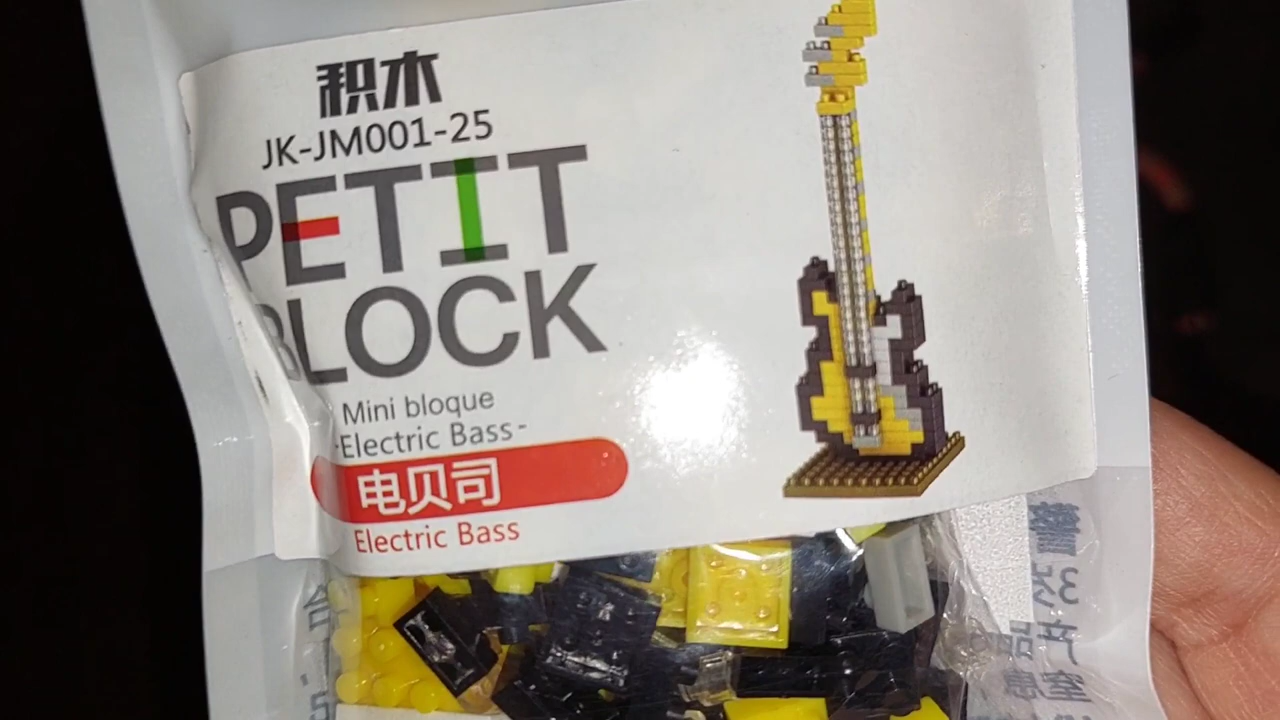 积木
JK-JM001-25
PETIT
BLOCK
Mini bloque
-Electric Bass-
电贝司
Electric Bass